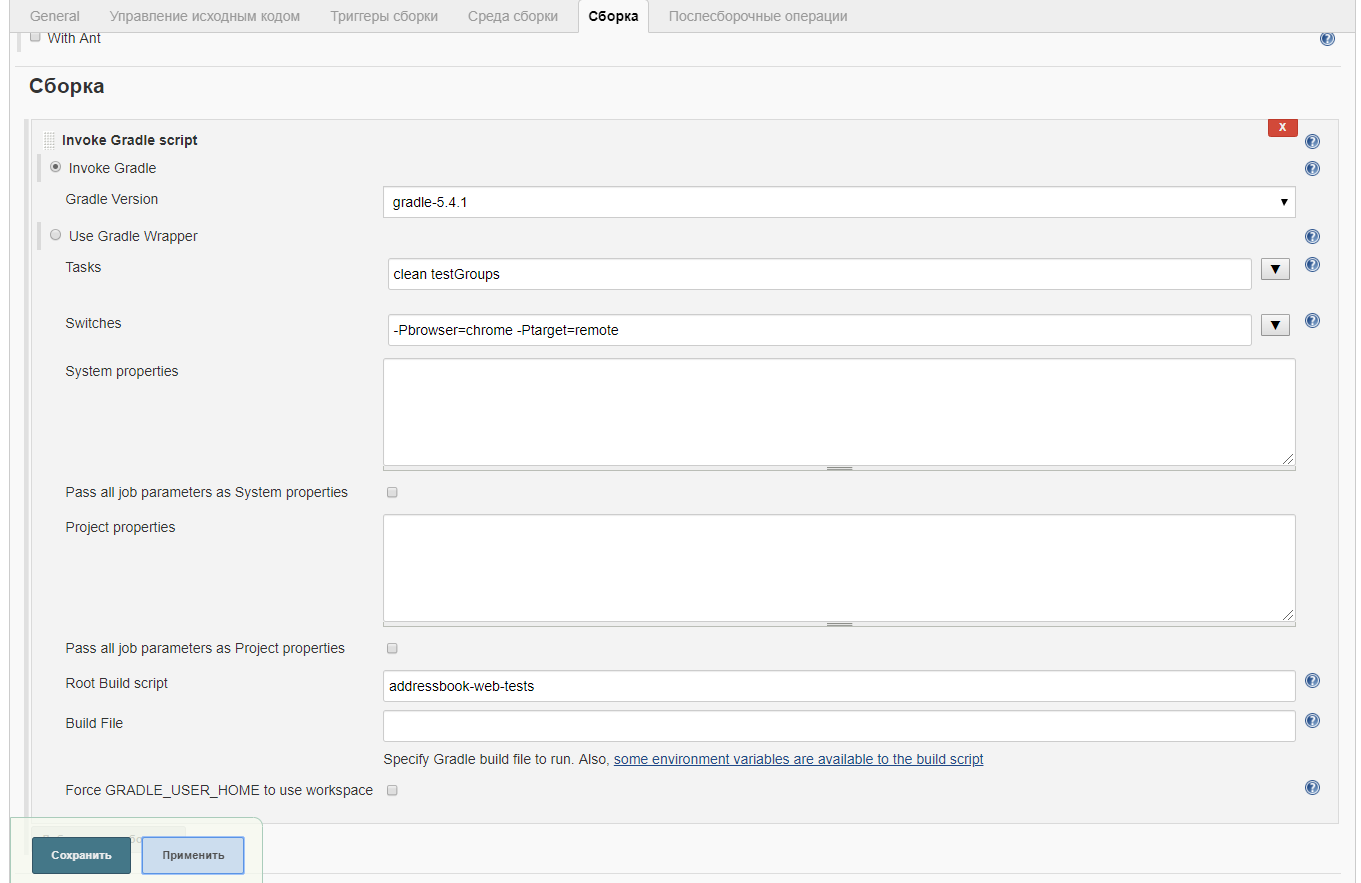 General Управление исходным кодом Триггеры сборки Среда сборки Сборка Послесборочные операции
With Ant
Сборка
Invoke Gradle script
X
Invoke Gradle
Gradle Version
gradle-5.4.1
Use Gradle Wrapper
Tasks
clean testGroups
Switches
-Pbrowser=chrome -Ptarget=remote
System properties
Pass all job parameters as System properties
Project properties
Pass all job parameters as Project properties
Root Build script
addressbook-web-tests
Build File
Specify Gradle build file to run. Also, some environment variables are available to the build script
Force GRADLE_USER_HOME to use workspace
Сохранить Применить